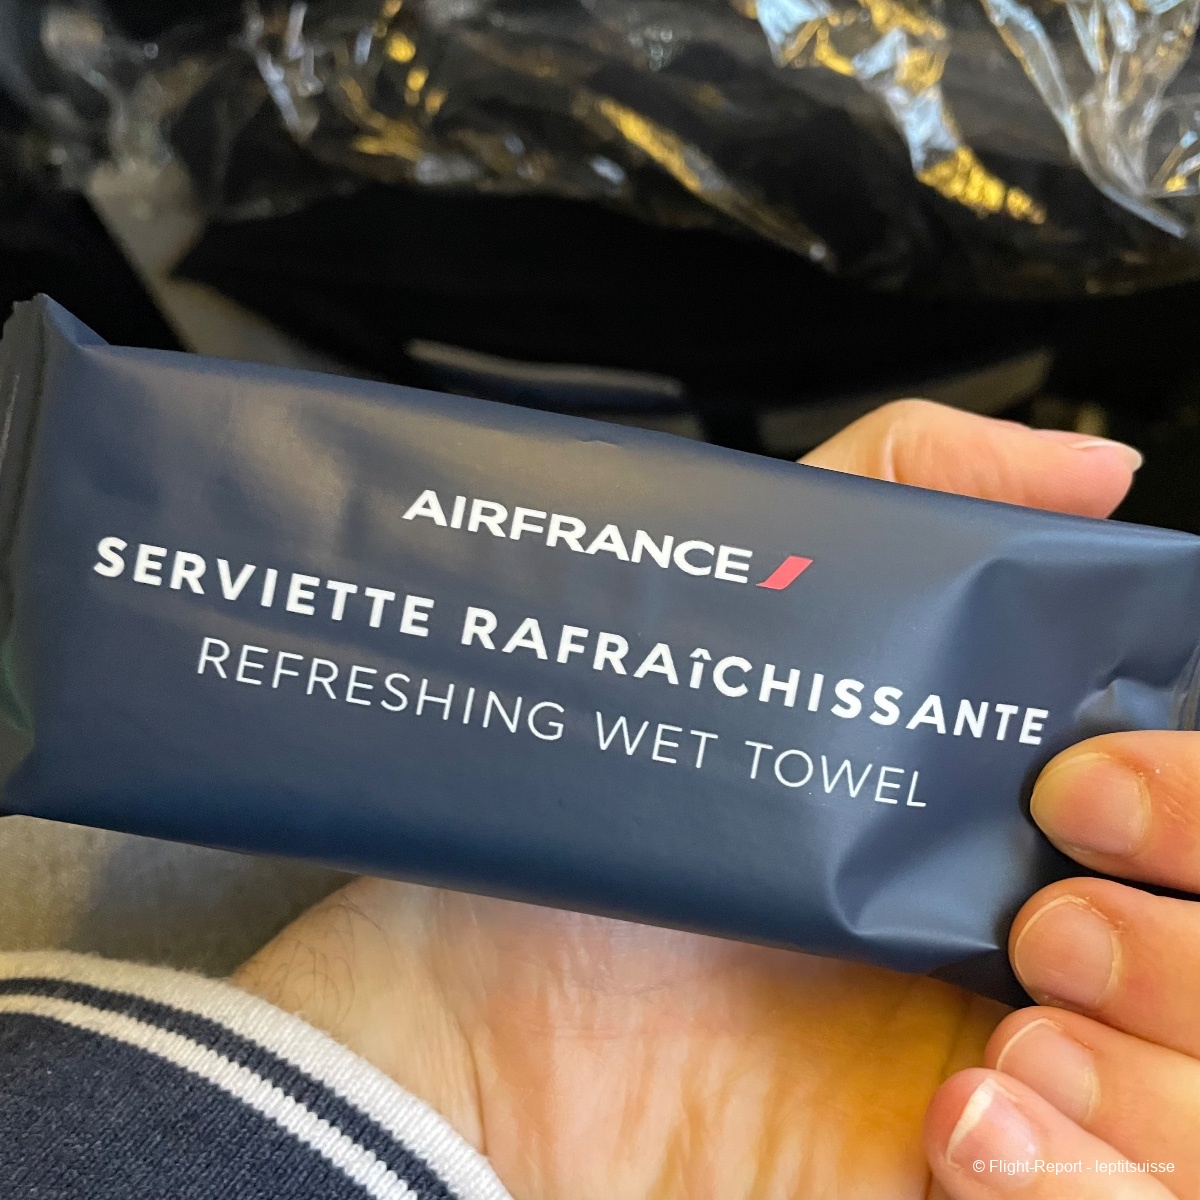 AIRFRANCE
SERVIETTE RAFRAîCHISSANTE
REFRESHING WET TOWEL
© Flight-Report - leptitsuisse